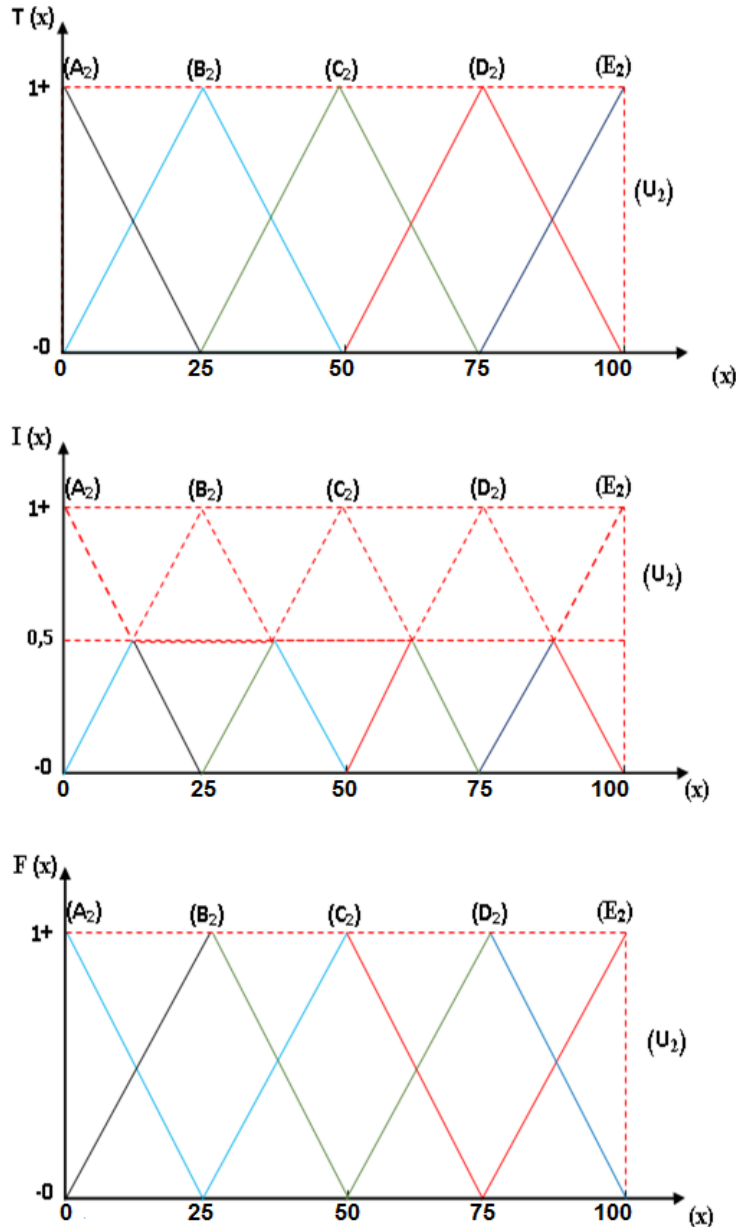 T (x)
(A₂) (B₂) (C₂) (D₂) (E₂)
1+
(U₂)
-0
0 25 50 75 100
(x)
I (x)
(A₂) (B₂) (C₂) (D₂) (E₂)
1+
(U₂)
0,5
-0
0 25 50 75 100
(x)
F (x)
(A₂) (B₂) (C₂) (D₂) (E₂)
1+
(U₂)
-0
0 25 50 75 100
(x)